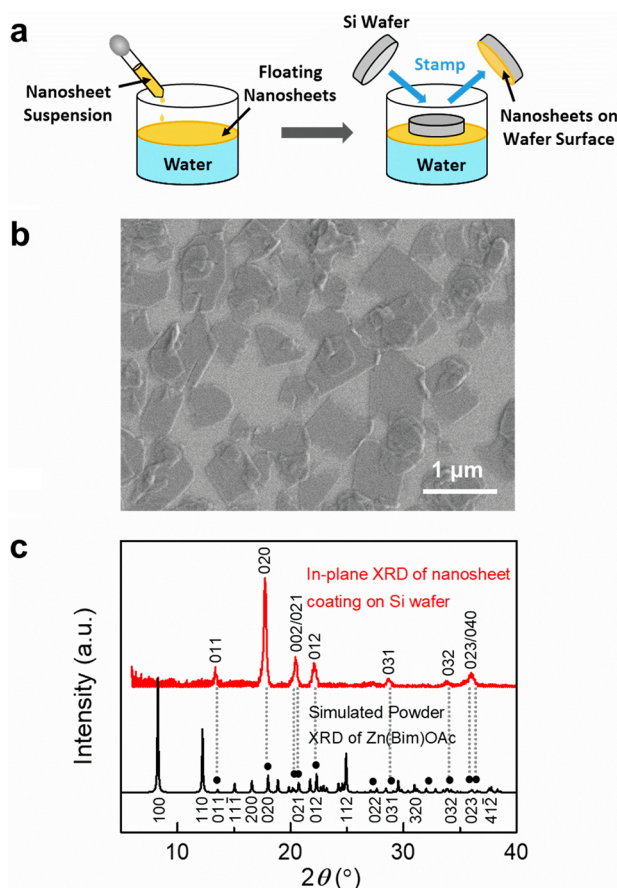 a
Nanosheet
Suspension
Floating
Nanosheets
Water
Si Wafer
Stamp
Nanosheets on
Wafer Surface
Water
b
1 μm
c
Intensity (a.u.)
011
020
002/021
012
031
032
023/040
In-plane XRD of nanosheet
coating on Si wafer
Simulated Powder
XRD of Zn(Bim)OAc
100
110
011
200
020
021
012
112
022
031
320
032
023
10
20
30
40
2θ (°)